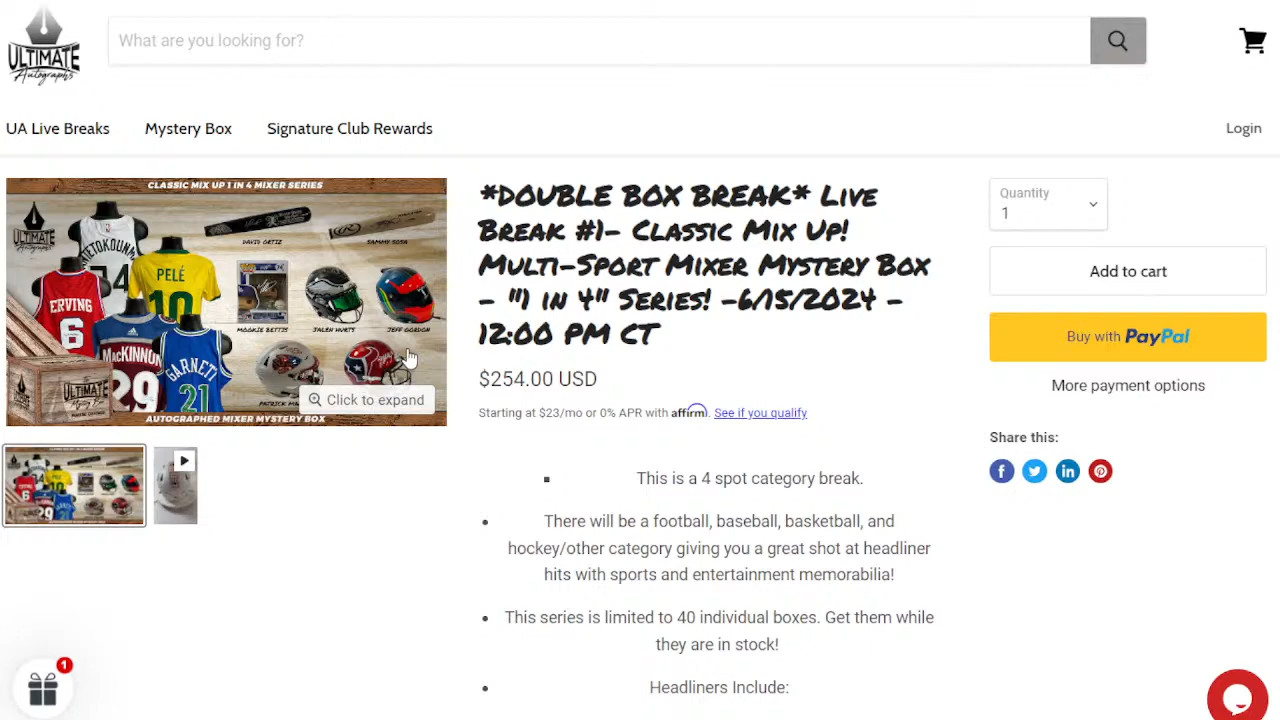 ULTIMATE
Autographs
What are you looking for?
UA Live Breaks
Mystery Box
Signature Club Rewards
Login
CLASSIC MIX UP 1 IN 4 MIXER SERIES
ULTIMATE
DAVID ORTIZ
SAMMY SOSA
34
PELÉ
10
ERVING
6
MOOKIE BETTIS
JALEN HURTS
JEFF GORDON
MACKINNON
29
GARNETT
21
ULTIMATE
Click to expand
AUTOGRAPHED MIXER MYSTERY BOX
*DOUBLE BOX BREAK* Live
Break #1- Classic Mix Up!
Multi-Sport Mixer Mystery Box
- "1 in 4" Series! -6/15/2024 -
12:00 PM CT
$254.00 USD
Starting at $23/mo or 0% APR with affirm. See if you qualify
This is a 4 spot category break.
There will be a football, baseball, basketball, and
hockey/other category giving you a great shot at headliner
hits with sports and entertainment memorabilia!
This series is limited to 40 individual boxes. Get them while
they are in stock!
Headliners Include:
Quantity
1
Add to cart
Buy with PayPal
More payment options
Share this:
1